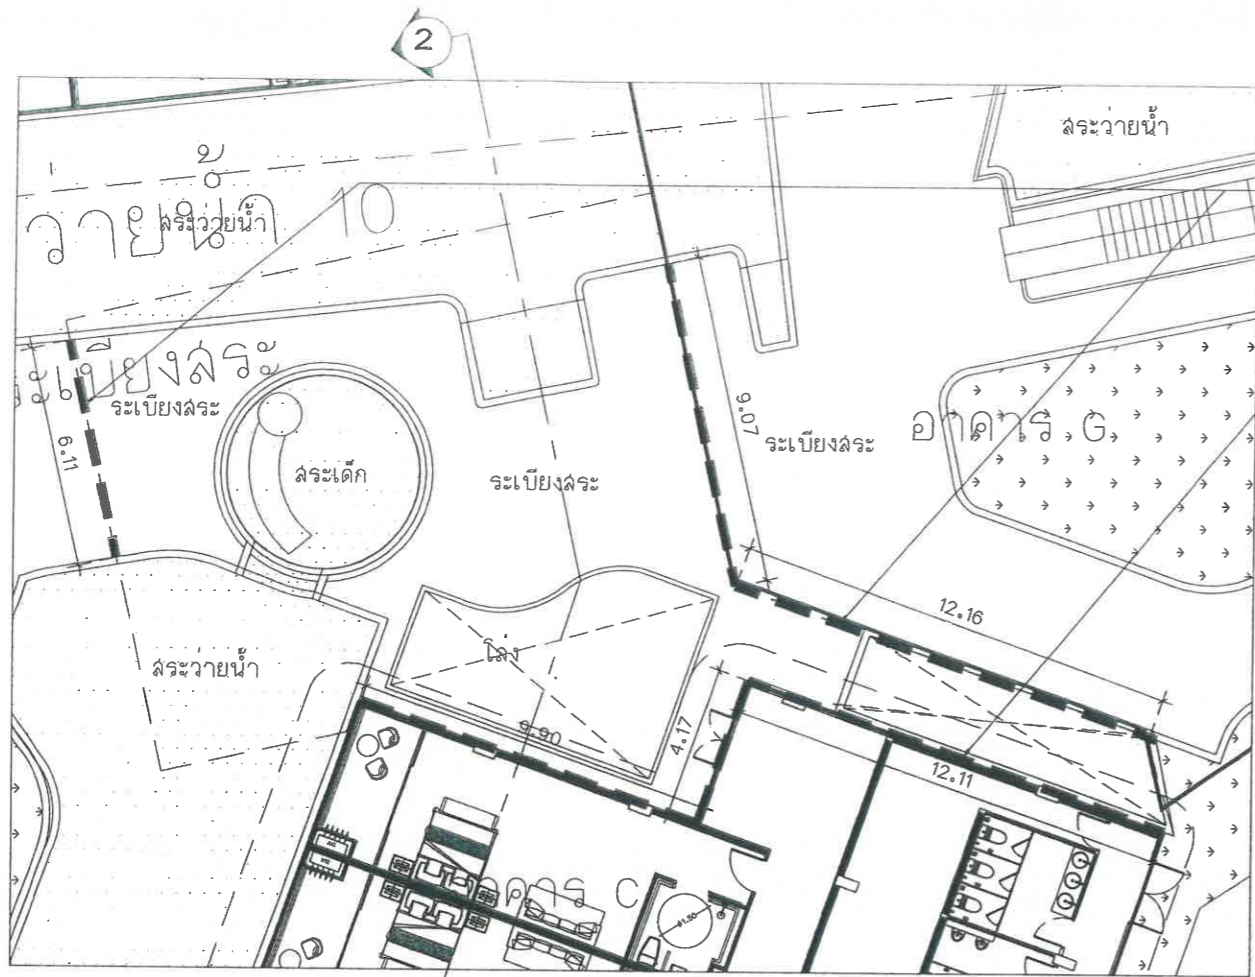 2
สระว่ายน้ำ
ว่ายน้ำ 10
สระว่ายน้ำ
ระเบียงสระ
ระเบียงสระ
6.11
สระเด็ก
ระเบียงสระ
9.07
ระเบียงสระ
อาคาร G
12.16
สระว่ายน้ำ
โล่ง
9.90
4.17
12.11
อาคาร C
ø1.50